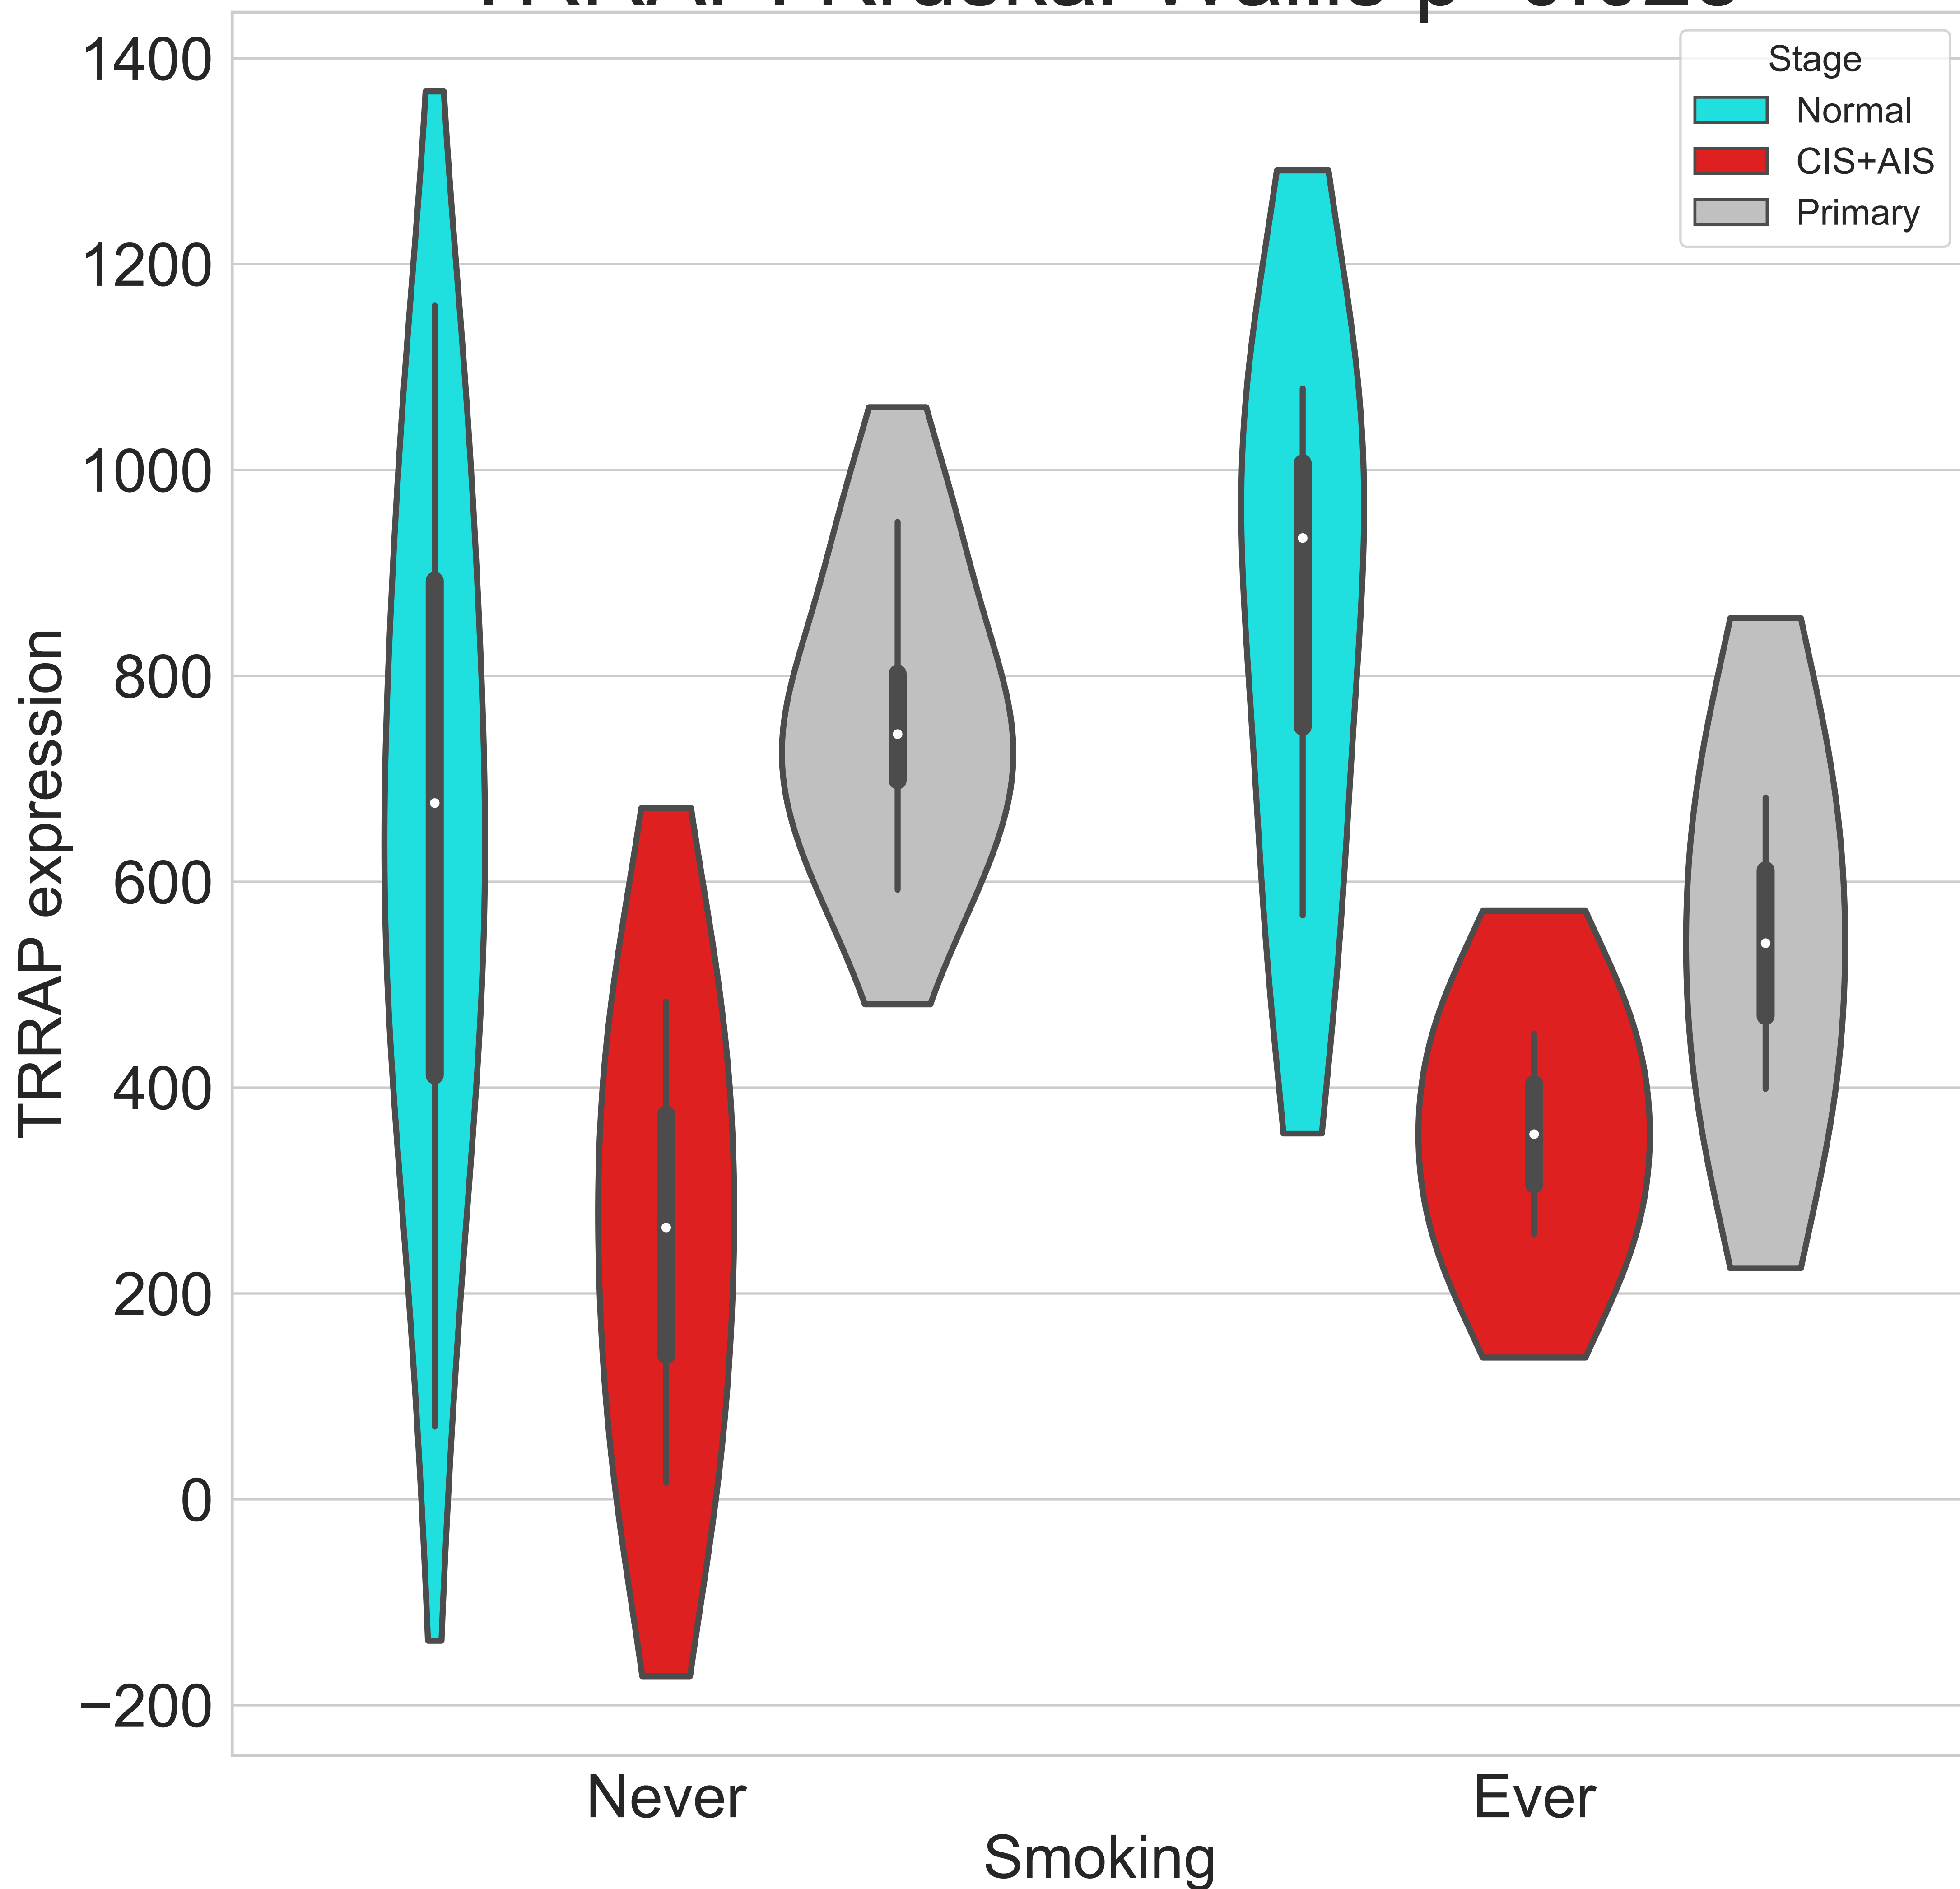 1400
1200
1000
800
600
400
200
0
−200
TRRAP expression
Stage
Normal
CIS+AIS
Primary
Never
Ever
Smoking